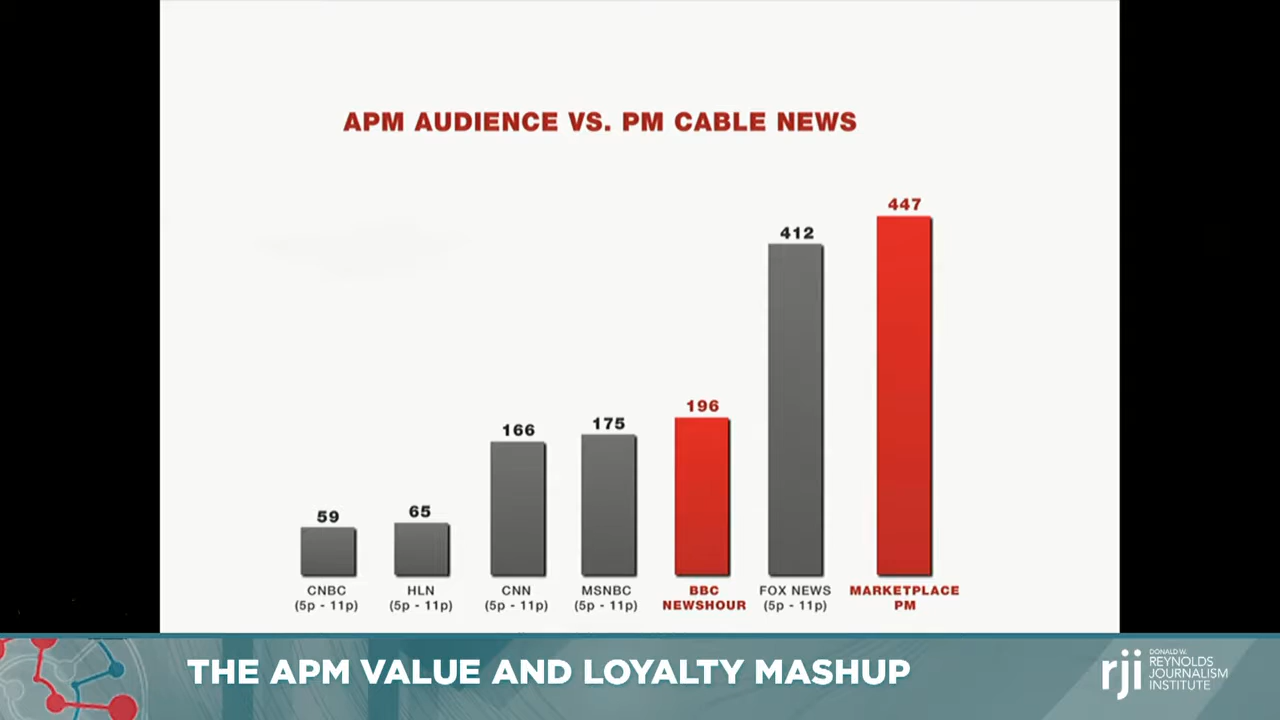 APM AUDIENCE VS. PM CABLE NEWS
59
65
166
175
196
412
447
CNBC
(5p - 11p)
HLN
(5p - 11p)
CNN
(5p - 11p)
MSNBC
(5p - 11p)
BBC
NEWSHOUR
FOX NEWS
(5p - 11p)
MARKETPLACE
PM
THE APM VALUE AND LOYALTY MASHUP
rji
DONALD W.
REYNOLDS
JOURNALISM
INSTITUTE